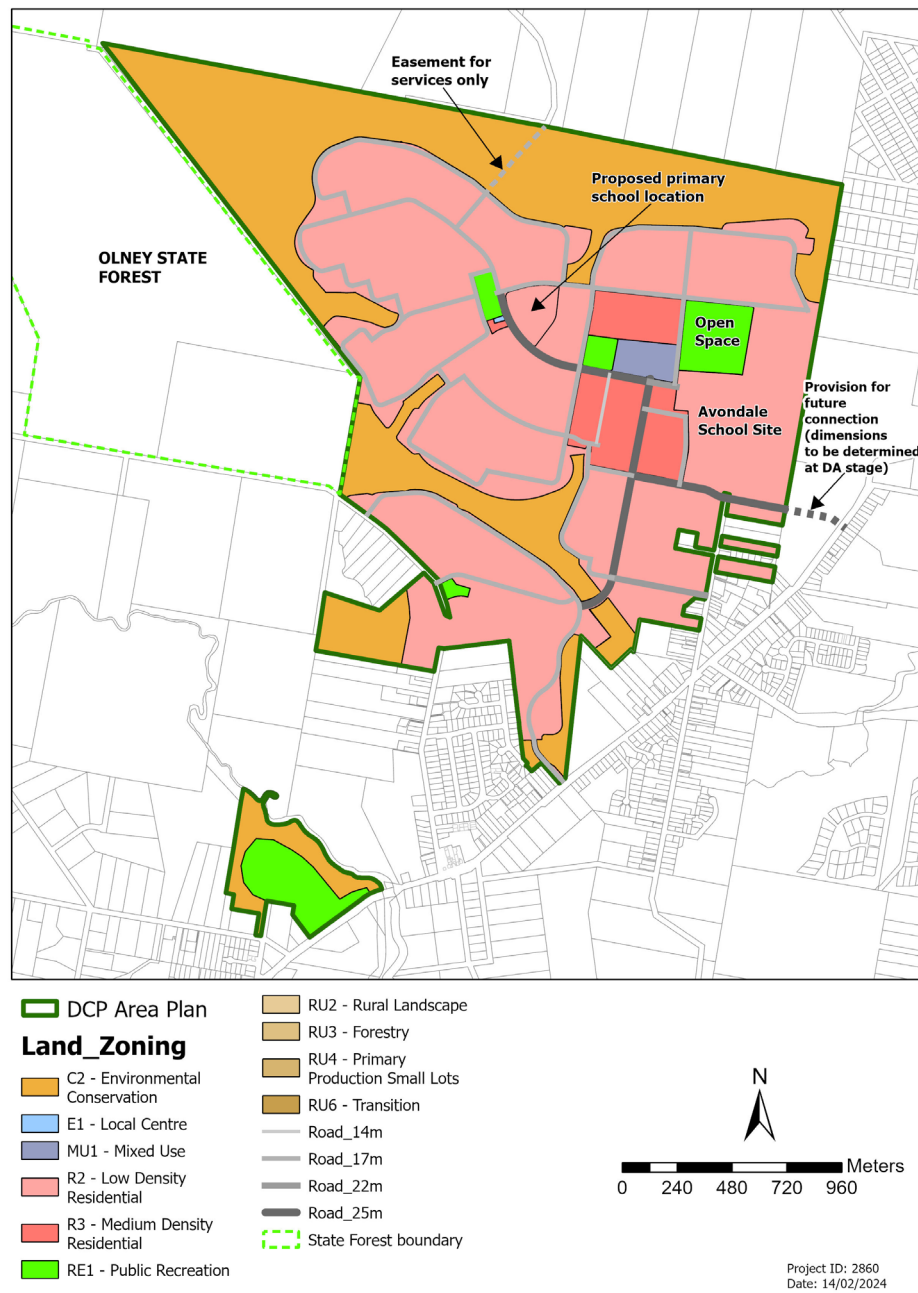 Easement for
services only
Proposed primary
school location
OLNEY STATE
FOREST
Open
Space
Provision for
future
connection
(dimensions
to be determined
at DA stage)
Avondale
School Site
DCP Area Plan
Land_Zoning
C2 - Environmental
Conservation
E1 - Local Centre
MU1 - Mixed Use
R2 - Low Density
Residential
R3 - Medium Density
Residential
RE1 - Public Recreation
RU2 - Rural Landscape
RU3 - Forestry
RU4 - Primary
Production Small Lots
RU6 - Transition
Road_14m
Road_17m
Road_22m
Road_25m
State Forest boundary
N
Meters
0 240 480 720 960
Project ID: 2860
Date: 14/02/2024